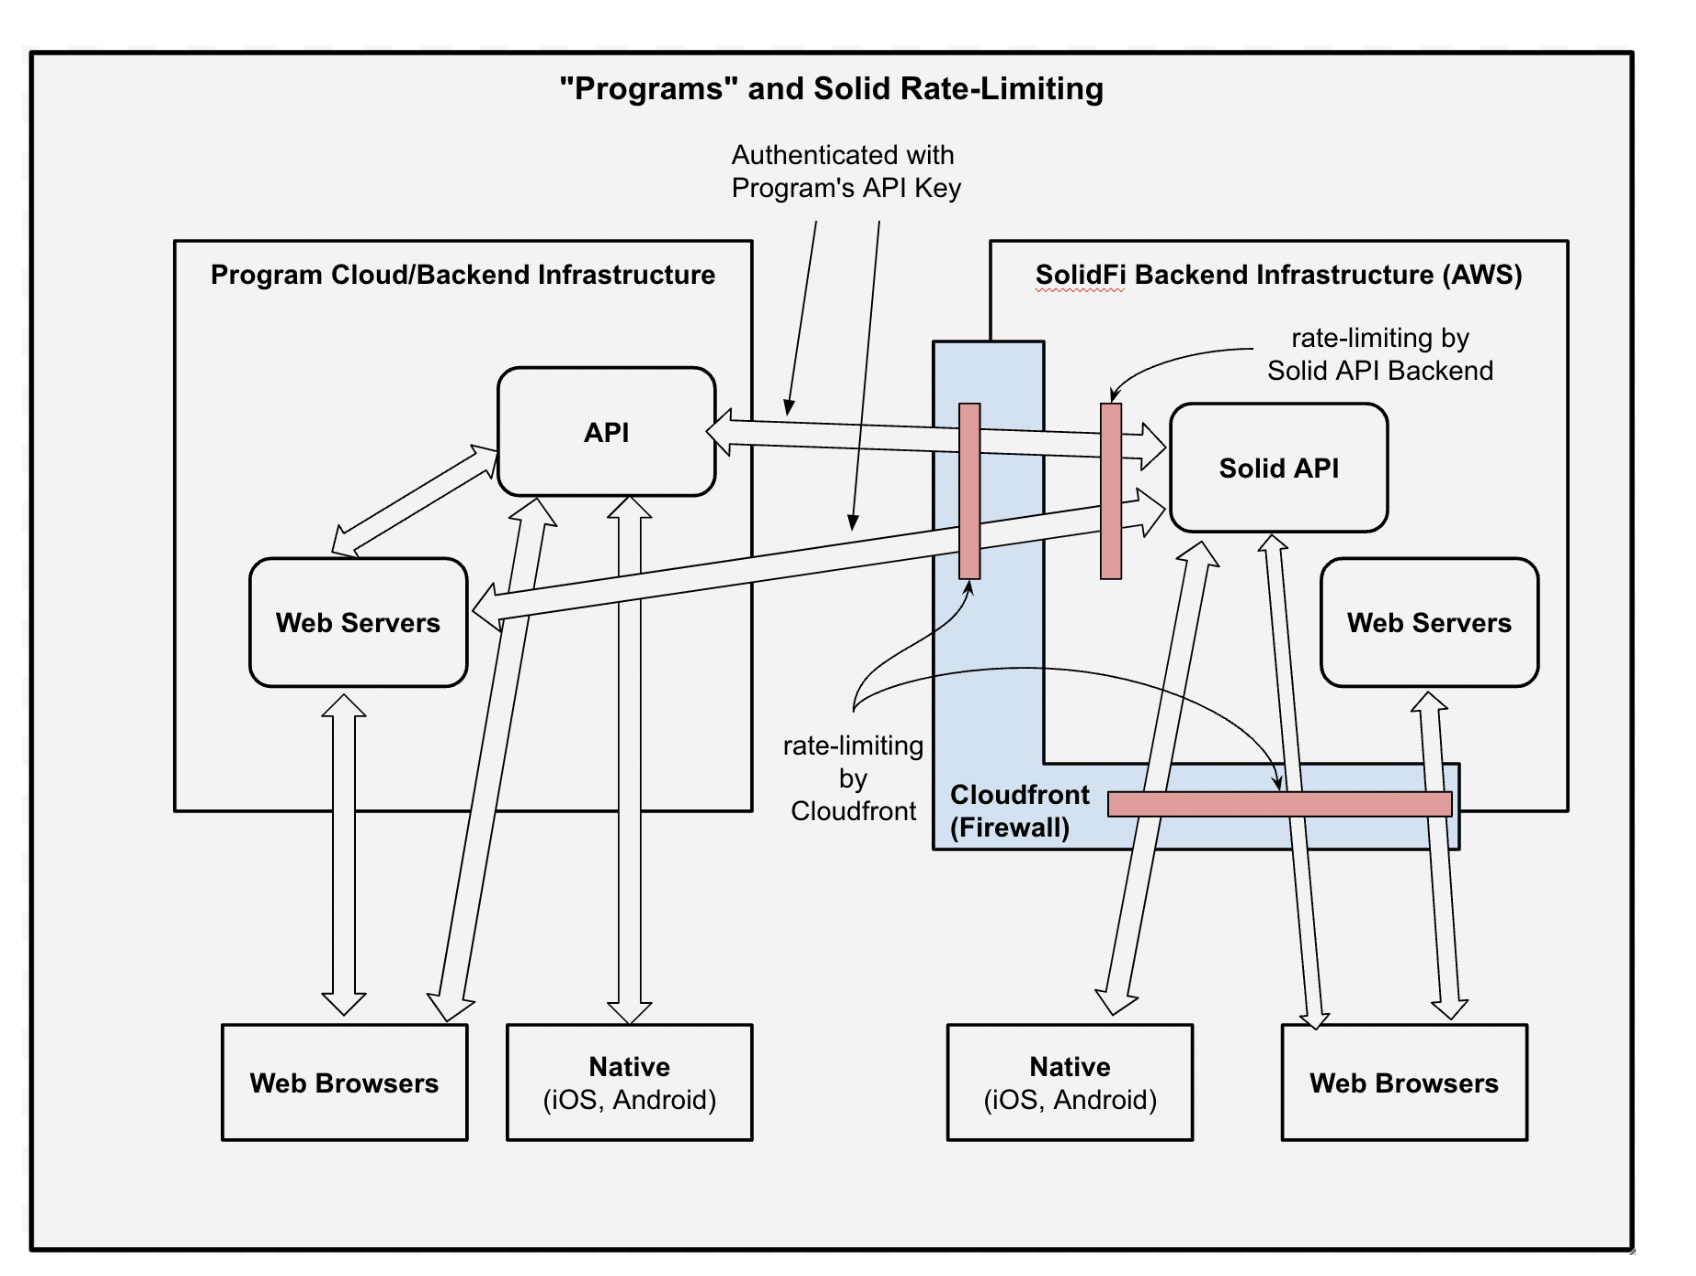 "Programs" and Solid Rate-Limiting
Authenticated with
Program's API Key
Program Cloud/Backend Infrastructure
SolidFi Backend Infrastructure (AWS)
rate-limiting by
Solid API Backend
API
Solid API
Web Servers
Web Servers
rate-limiting
by
Cloudfront
Cloudfront
(Firewall)
Web Browsers
Native
(iOS, Android)
Native
(iOS, Android)
Web Browsers